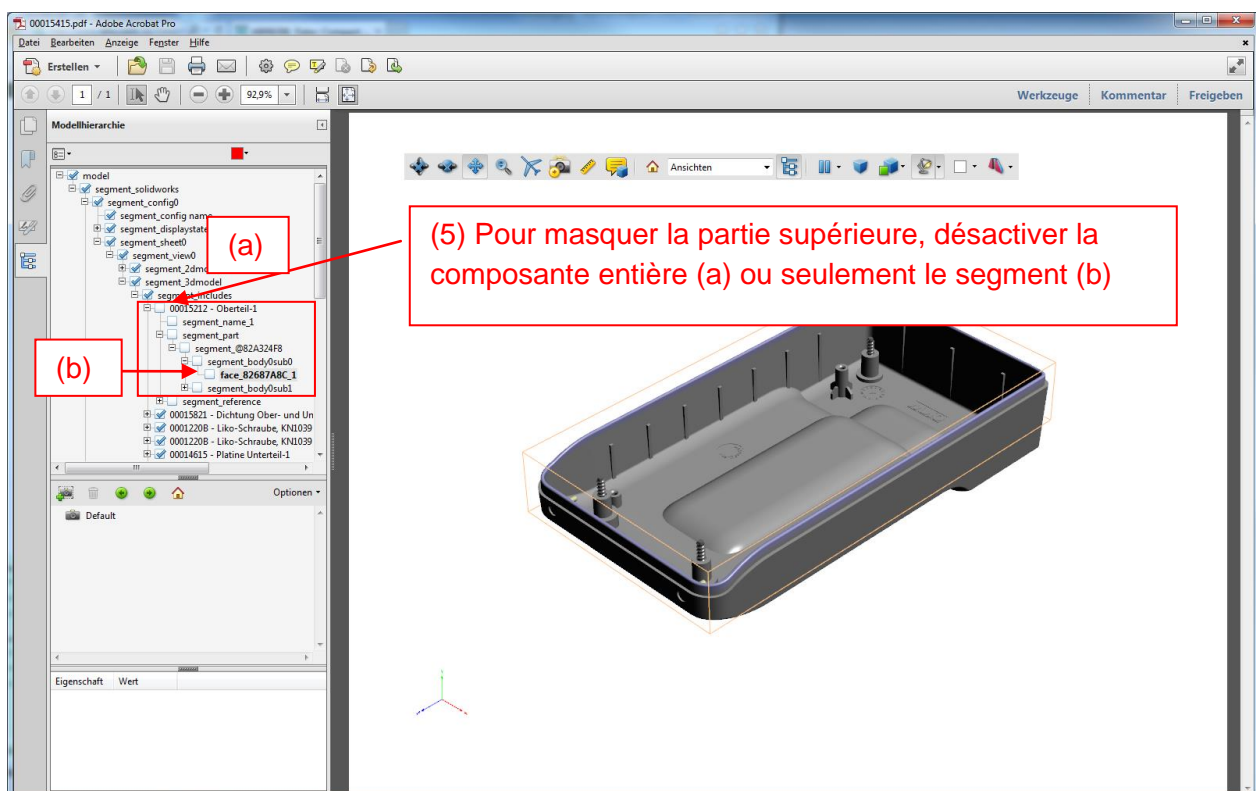 00015415.pdf - Adobe Acrobat Pro
Datei Bearbeiten Anzeige Fenster Hilfe
Erstellen
1 / 1 92,9% Werkzeuge Kommentar Freigeben
Modellhierarchie
Ansichten
model
segment_solidworks
segment_config0
segment_config name
segment_displaystate
segment_sheet0
segment_view0
segment_2dmo
segment_3dmodel
segment_includes
00015212 - Oberteil-1
segment_name_1
segment_part
segment_@82A324F8
segment_body0sub0
face_82687A8C_1
segment_body0sub1
segment_reference
00015821 - Dichtung Ober- und Un
0001220B - Liko-Schraube, KN1039
0001220B - Liko-Schraube, KN1039
00014615 - Platine Unterteil-1
(a)
(b)
(5) Pour masquer la partie supérieure, désactiver la
composante entière (a) ou seulement le segment (b)
Optionen
Default
Eigenschaft Wert